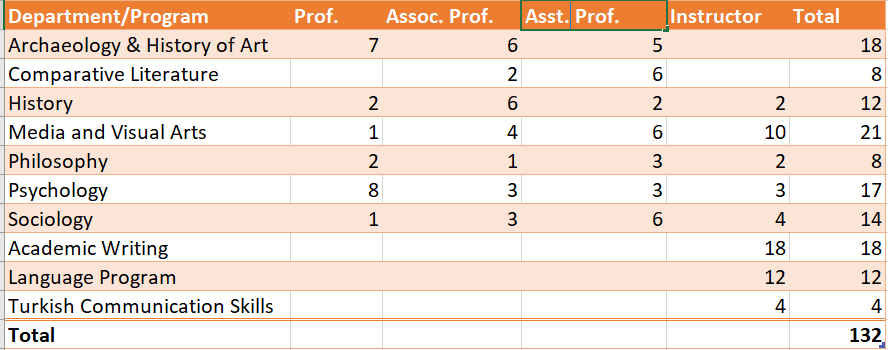 Department/Program Prof. Assoc. Prof. Asst. Prof. Instructor Total
Archaeology & History of Art 7 6 5 18
Comparative Literature 2 6 8
History 2 6 2 2 12
Media and Visual Arts 1 4 6 10 21
Philosophy 2 1 3 2 8
Psychology 8 3 3 3 17
Sociology 1 3 6 4 14
Academic Writing 18 18
Language Program 12 12
Turkish Communication Skills 4 4
Total 132